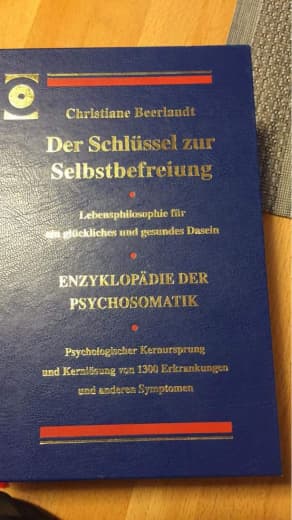 Christiane Beerlandt
Der Schlüssel zur
Selbstbefreiung
Lebensphilosophie für
ein glückliches und gesundes Dasein
ENZYKLOPÄDIE DER
PSYCHOSOMATIK
Psychologischer Kernursprung
und Kernlösung von 1300 Erkrankungen
und anderen Symptomen